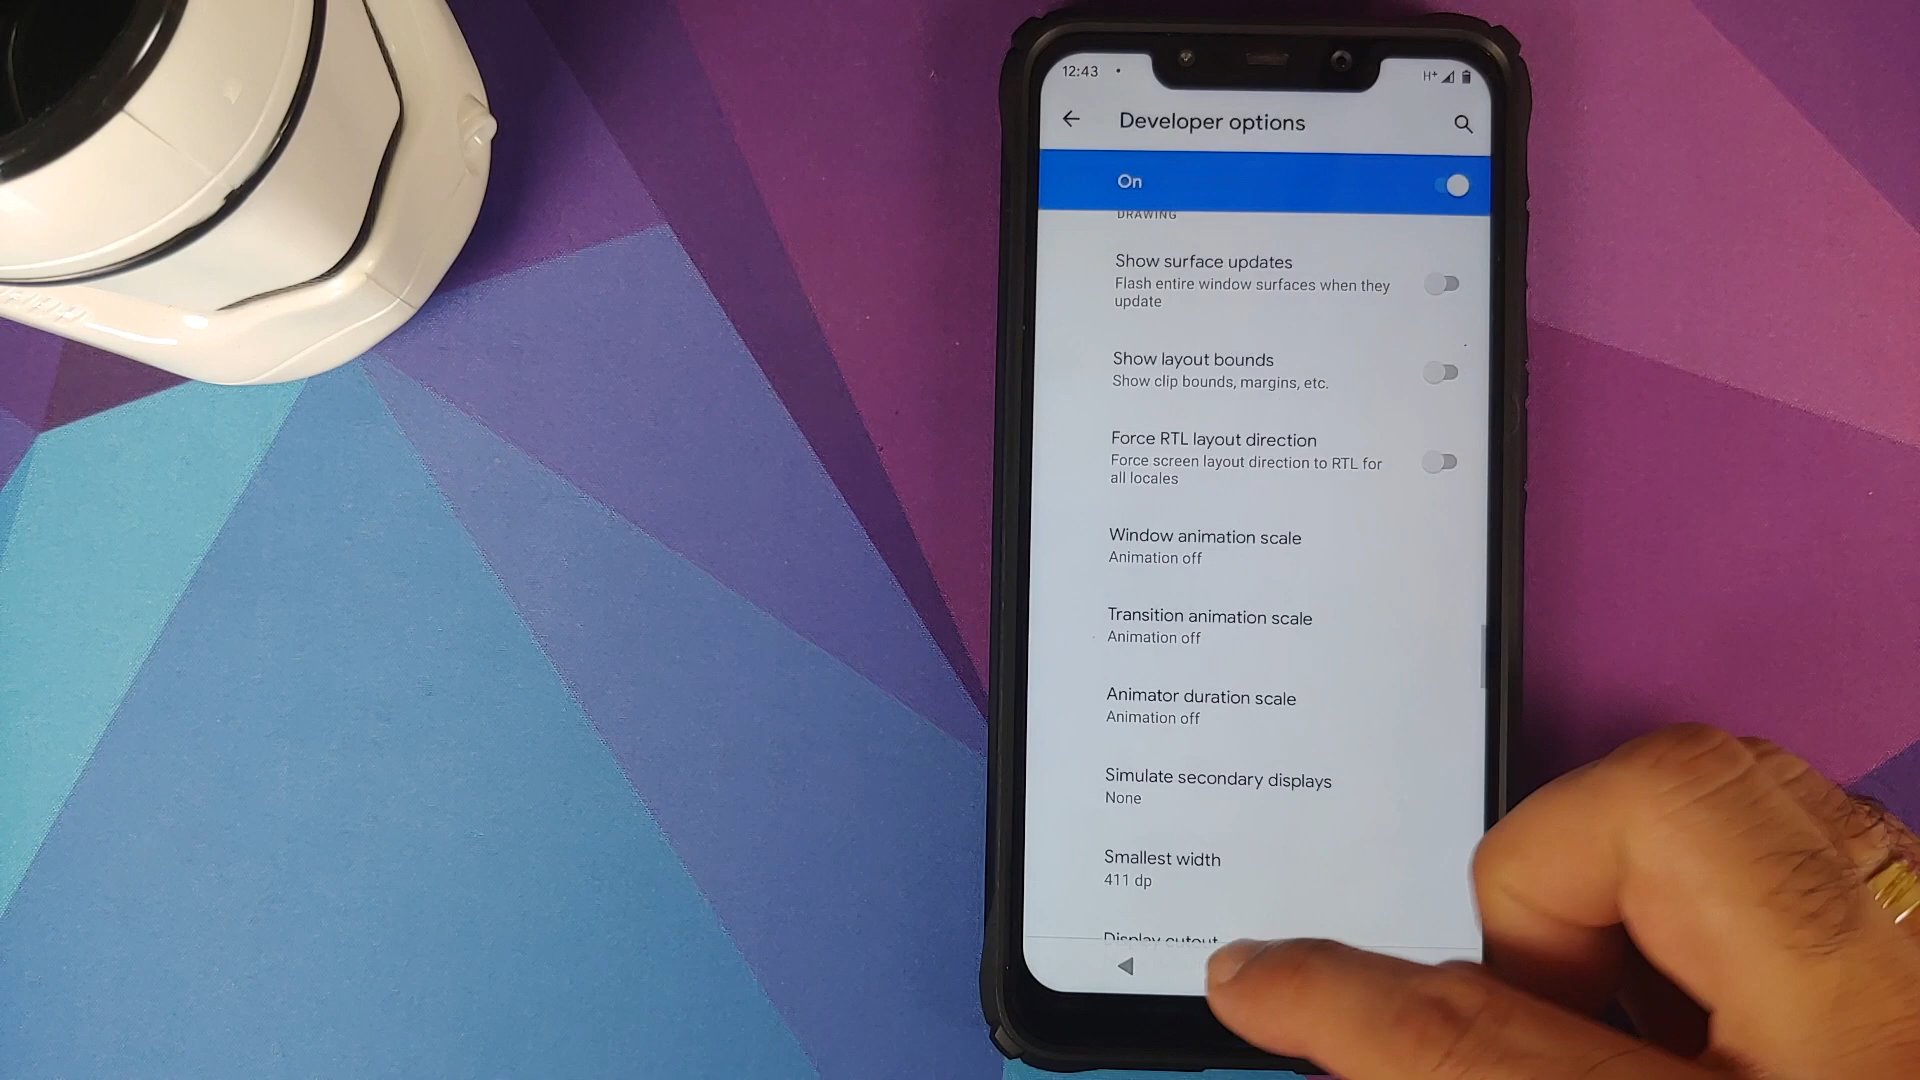 12:43
H+
Developer options
On
DRAWING
Show surface updates
Flash entire window surfaces when they
update
Show layout bounds
Show clip bounds, margins, etc.
Force RTL layout direction
Force screen layout direction to RTL for
all locales
Window animation scale
Animation off
Transition animation scale
Animation off
Animator duration scale
Animation off
Simulate secondary displays
None
Smallest width
411 dp
Display cutout